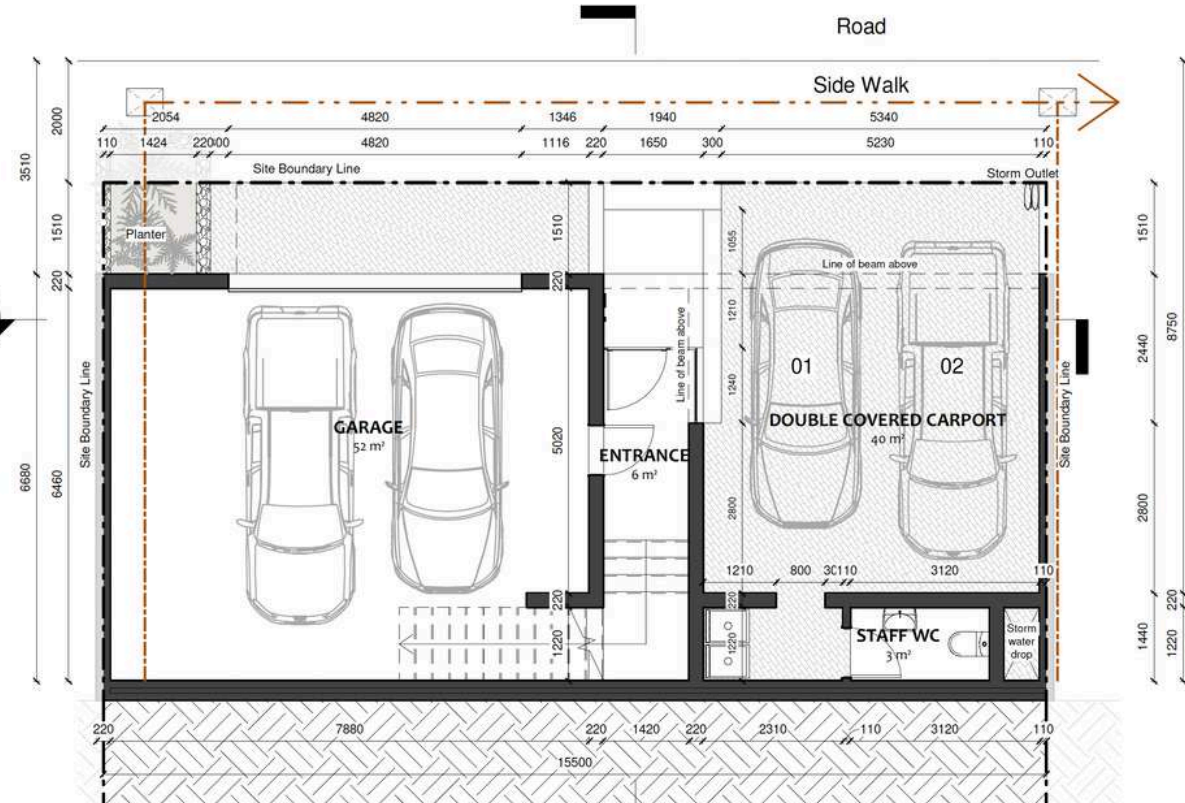 Road
Side Walk
2054 4820 1346 1940 5340
110 1424 220 4820 1116 220 1650 300 5230 110
Site Boundary Line
Storm Outlet
Planter
Line of beam above
Line of beam above
Site Boundary Line
Site Boundary Line
01
02
GARAGE
52 m²
ENTRANCE
6 m²
DOUBLE COVERED CARPORT
40 m²
STAFF WC
3 m²
Storm
water
drop
3510
6680
2000
1510
220
6460
1510
220
5020
220
1220
1055
1210
1240
2800
220
1220
1210 800 3120 110
1510
2440
2800
220
1440
8750
1220
220 7880 220 1420 220 2310 110 3120 110
15500